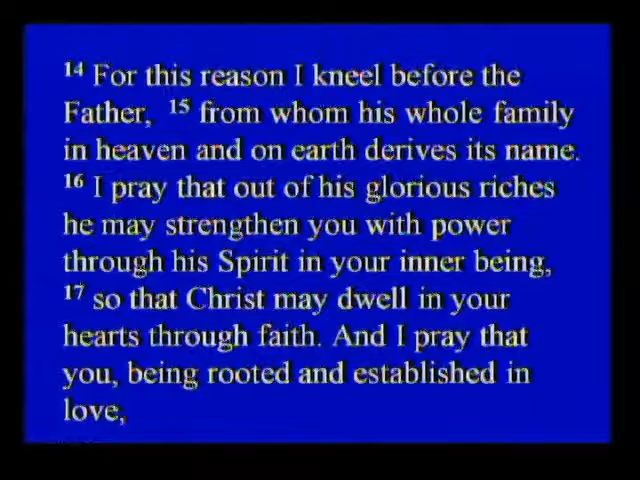 14 For this reason I kneel before the
Father, 15 from whom his whole family
in heaven and on earth derives its name.
16 I pray that out of his glorious riches
he may strengthen you with power
through his Spirit in your inner being,
17 so that Christ may dwell in your
hearts through faith. And I pray that
you, being rooted and established in
love,